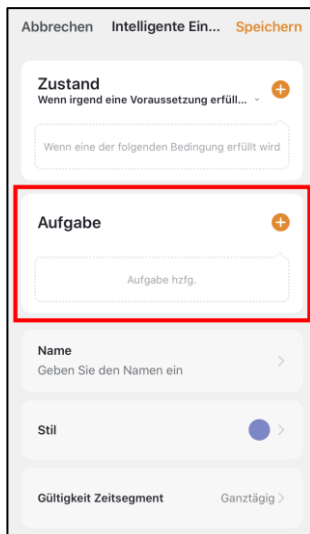 Abbrechen Intelligente Ein... Speichern
Zustand
Wenn irgend eine Voraussetzung erfüll...
Wenn eine der folgenden Bedingung erfüllt wird
Aufgabe
Aufgabe hzfg.
Name
Geben Sie den Namen ein
Stil
Gültigkeit Zeitsegment Ganztägig